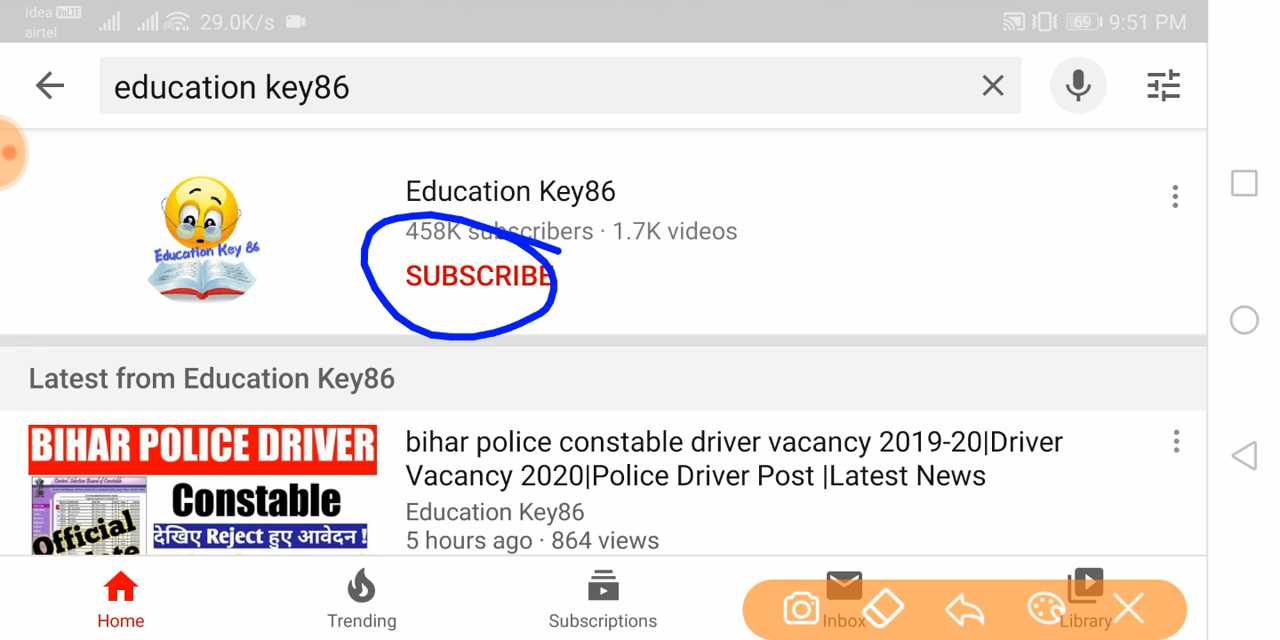 Idea VoLTE
airtel
29.0K/s
69 9:51 PM
education key86
Education Key86
458K subscribers · 1.7K videos
SUBSCRIBE
Education Key 86
Latest from Education Key86
BIHAR POLICE DRIVER
Constable
Official
देखिए Reject हुए आवेदन !
bihar police constable driver vacancy 2019-20|Driver
Vacancy 2020|Police Driver Post |Latest News
Education Key86
5 hours ago · 864 views
Home
Trending
Subscriptions
Inbox
Library